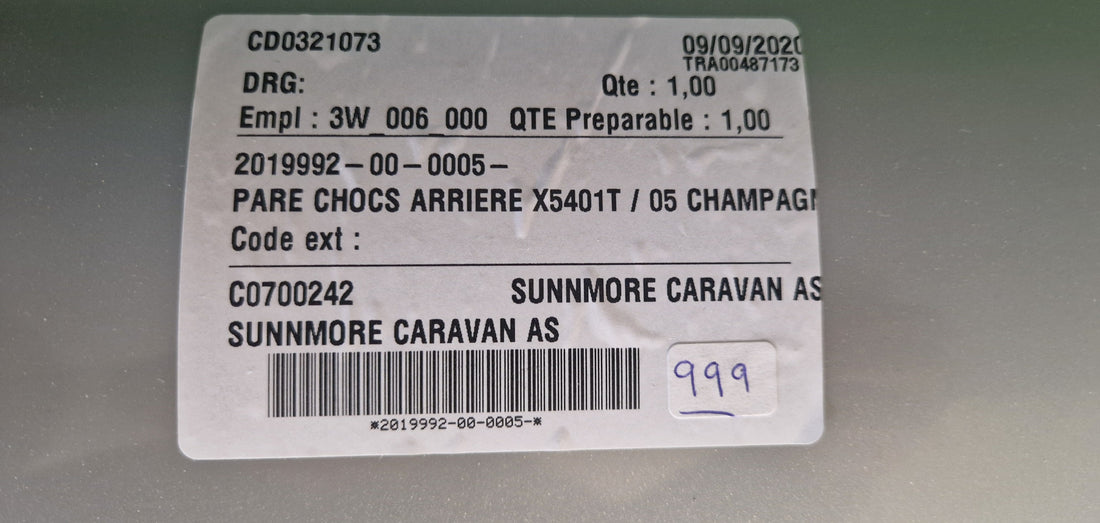 CD0321073 09/09/2020
TRA00487173
DRG: Qte : 1,00
Empl : 3W_006_000 QTE Preparable : 1,00
2019992-00-0005-
PARE CHOCS ARRIERE X5401T / 05 CHAMPAGN
Code ext :
C0700242 SUNNMORE CARAVAN AS
SUNNMORE CARAVAN AS
*2019992-00-0005-*
999